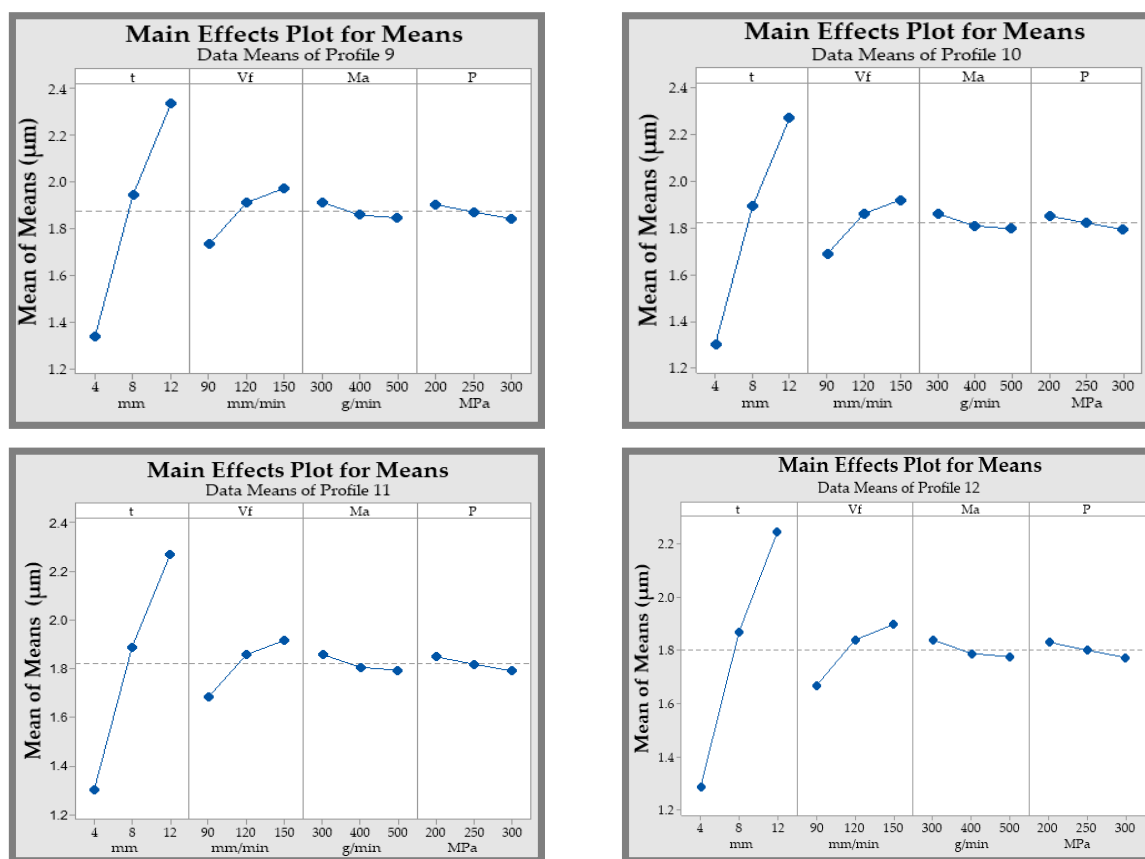 Main Effects Plot for Means
Data Means of Profile 9
t Vf Ma P
Mean of Means (µm)
2.4
2.2
2.0
1.8
1.6
1.4
1.2
4 8 12 90 120 150 300 400 500 200 250 300
mm mm/min g/min MPa
Main Effects Plot for Means
Data Means of Profile 10
t Vf Ma P
Mean of Means (µm)
2.4
2.2
2.0
1.8
1.6
1.4
1.2
4 8 12 90 120 150 300 400 500 200 250 300
mm mm/min g/min MPa
Main Effects Plot for Means
Data Means of Profile 11
t Vf Ma P
Mean of Means (µm)
2.4
2.2
2.0
1.8
1.6
1.4
1.2
4 8 12 90 120 150 300 400 500 200 250 300
mm mm/min g/min MPa
Main Effects Plot for Means
Data Means of Profile 12
t Vf Ma P
Mean of Means (µm)
2.2
2.0
1.8
1.6
1.4
1.2
4 8 12 90 120 150 300 400 500 200 250 300
mm mm/min g/min MPa